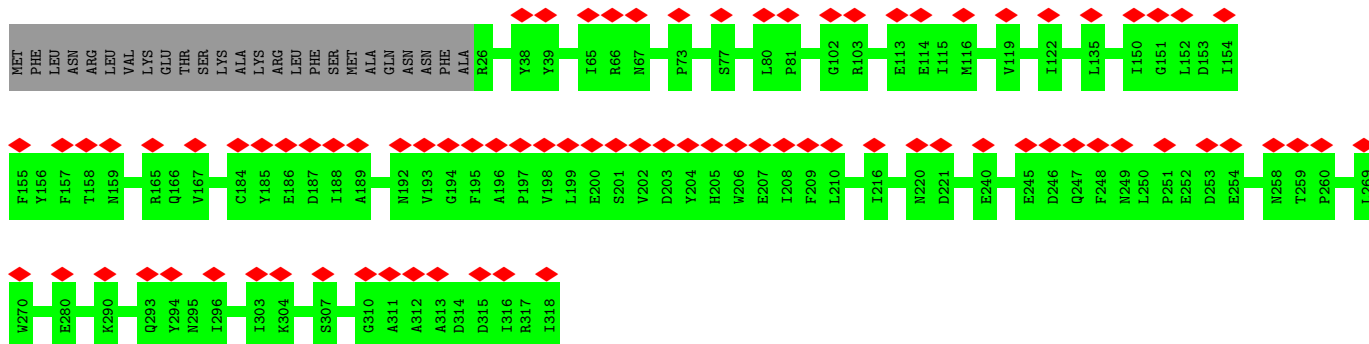 MET PHE LEU ASN ARG LEU VAL LYS GLU THR SER LYS ALA LYS ARG LEU PHE SER MET ALA GLN ASN ASN PHE ALA R26 Y38 Y39 I65 R66 N67 P73 S77 L80 P81 G102 R103 E113 E114 I115 M116 V119 I122 L135 I150 G151 L152 D153 I154
F155 Y156 F157 T158 N159 R165 Q166 V167 C184 Y185 E186 D187 I188 A189 N192 V193 G194 F195 A196 P197 V198 L199 E200 S201 V202 D203 Y204 H205 W206 E207 I208 F209 L210 I216 N220 D221 E240 E245 D246 Q247 F248 N249 L250 P251 E252 D253 E254 N258 T259 P260 L269
W270 E280 K290 Q293 Y294 N295 I296 I303 K304 S307 G310 A311 A312 A313 D314 D315 I316 R317 I318